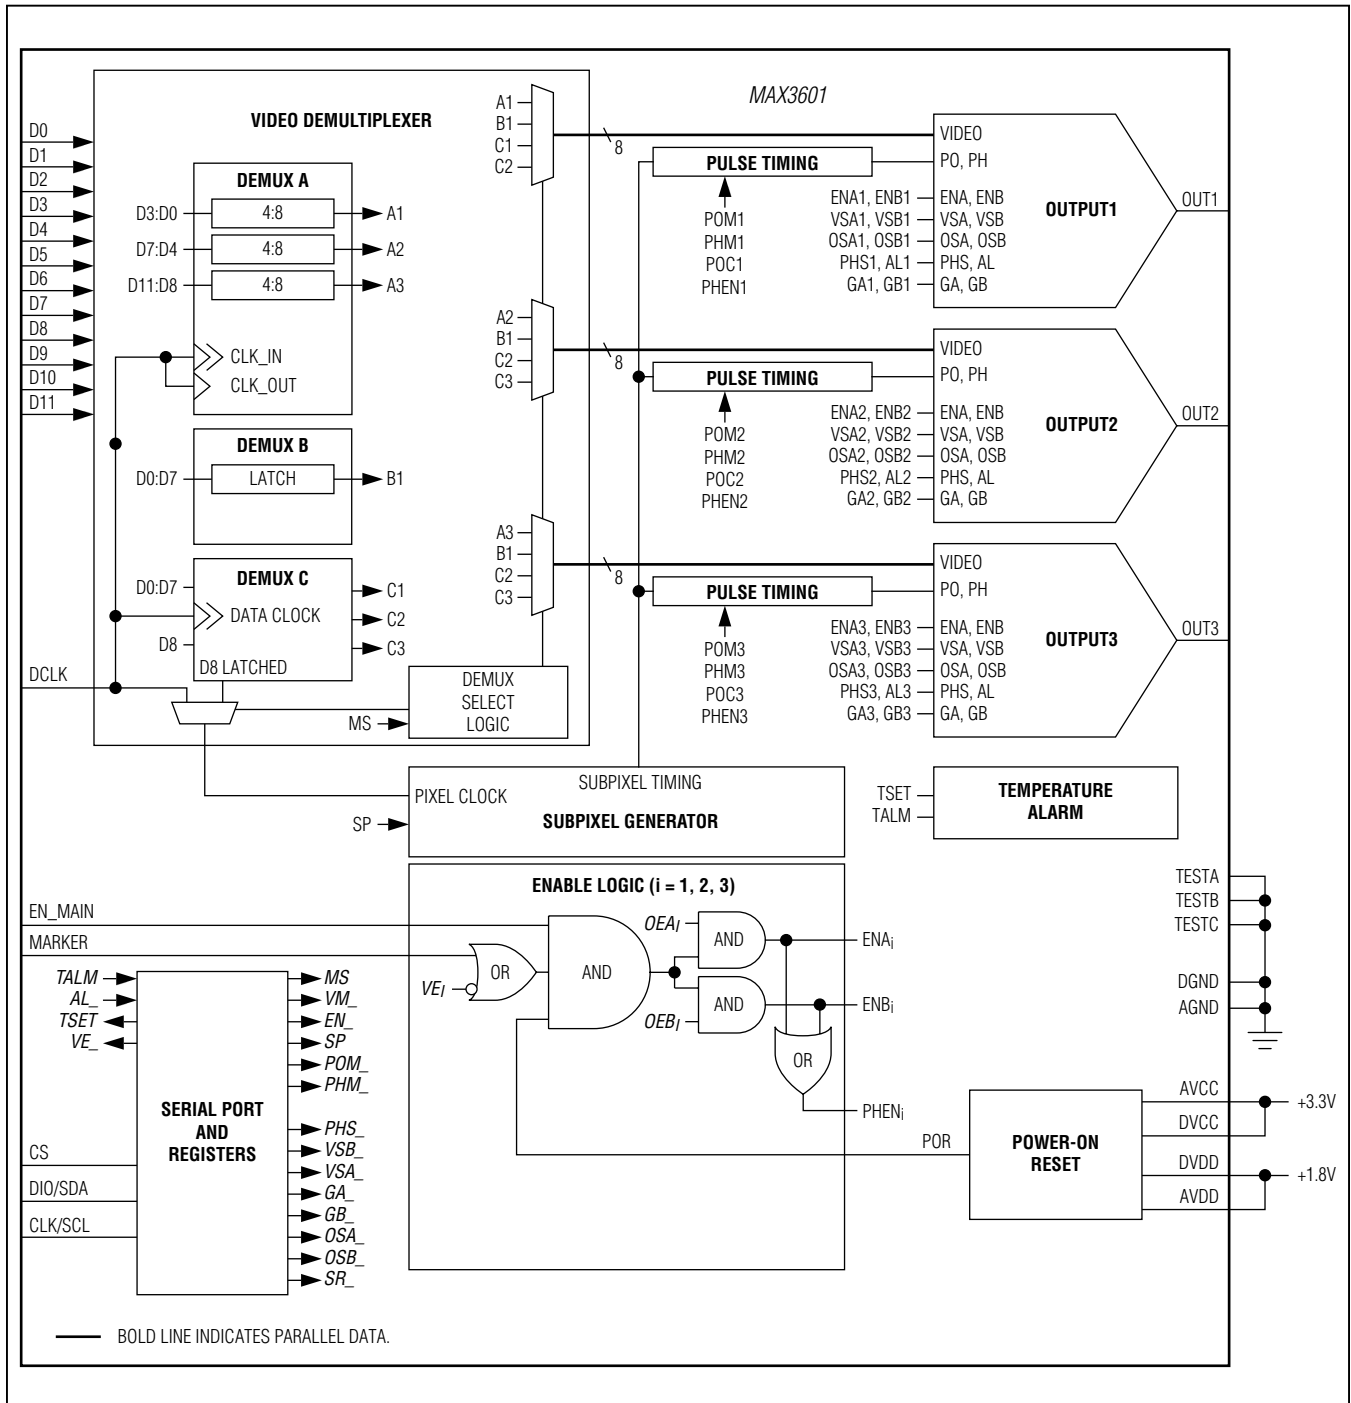 MAX3601
VIDEO DEMULTIPLEXER
D0
D1
D2
D3
D4
D5
D6
D7
D8
D9
D10
D11
DCLK
DEMUX A
D3:D0
4:8
A1
D7:D4
4:8
A2
D11:D8
4:8
A3
CLK_IN
CLK_OUT
DEMUX B
D0:D7
LATCH
B1
DEMUX C
D0:D7
DATA CLOCK
D8
D8 LATCHED
C1
C2
C3
DEMUX
SELECT
LOGIC
MS
A1
B1
C1
C2
8
A2
B1
C2
C3
8
A3
B1
C2
C3
8
PULSE TIMING
POM1
PHM1
POC1
PHEN1
VIDEO
PO, PH
ENA1, ENB1
ENA, ENB
VSA1, VSB1
VSA, VSB
OSA1, OSB1
OSA, OSB
PHS1, AL1
PHS, AL
GA1, GB1
GA, GB
OUTPUT1
OUT1
PULSE TIMING
POM2
PHM2
POC2
PHEN2
VIDEO
PO, PH
ENA2, ENB2
ENA, ENB
VSA2, VSB2
VSA, VSB
OSA2, OSB2
OSA, OSB
PHS2, AL2
PHS, AL
GA2, GB2
GA, GB
OUTPUT2
OUT2
PULSE TIMING
POM3
PHM3
POC3
PHEN3
VIDEO
PO, PH
ENA3, ENB3
ENA, ENB
VSA3, VSB3
VSA, VSB
OSA3, OSB3
OSA, OSB
PHS3, AL3
PHS, AL
GA3, GB3
GA, GB
OUTPUT3
OUT3
SUBPIXEL TIMING
PIXEL CLOCK
SUBPIXEL GENERATOR
SP
TSET
TALM
TEMPERATURE
ALARM
ENABLE LOGIC (i = 1, 2, 3)
EN_MAIN
MARKER
OR
VEI
AND
OEAI
AND
ENAi
AND
OEBI
ENBi
OR
PHENi
TESTA
TESTB
TESTC
DGND
AGND
POR
POWER-ON
RESET
AVCC
DVCC
+3.3V
DVDD
AVDD
+1.8V
TALM
AL_
TSET
VE_
CS
DIO/SDA
CLK/SCL
SERIAL PORT
AND
REGISTERS
MS
VM_
EN_
SP
POM_
PHM_
PHS_
VSB_
VSA_
GA_
GB_
OSA_
OSB_
SR_
BOLD LINE INDICATES PARALLEL DATA.